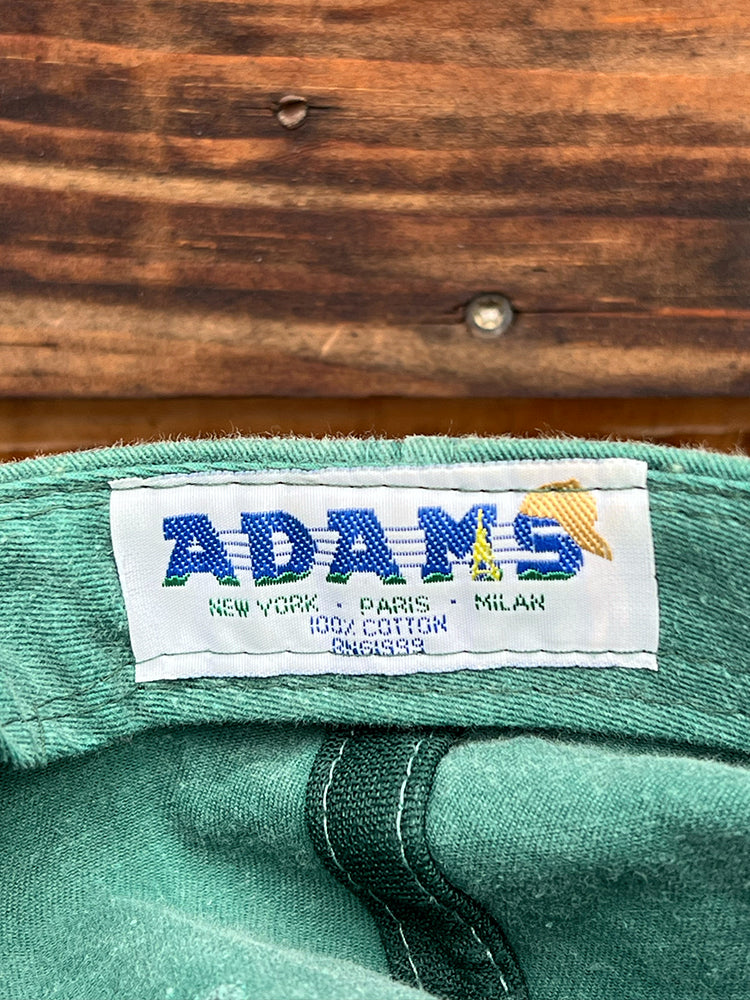 ADAMS
NEW YORK · PARIS · MILAN
100% COTTON